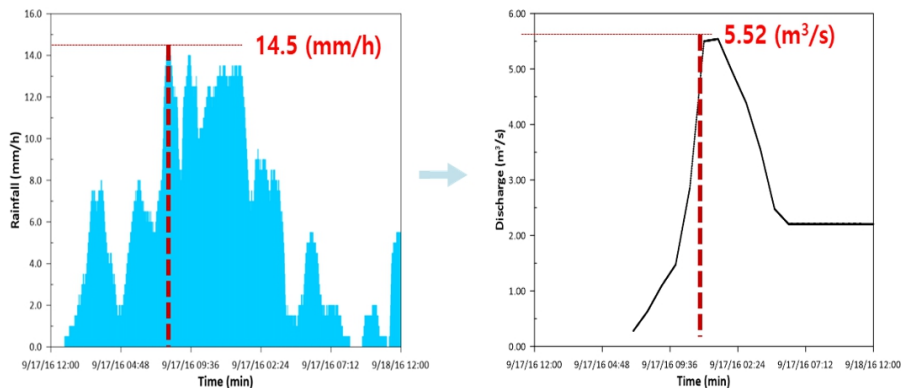 16.0
14.0
12.0
10.0
8.0
6.0
4.0
2.0
0.0
Rainfall (mm/h)
14.5 (mm/h)
9/17/16 12:00 9/17/16 04:48 9/17/16 09:36 9/17/16 02:24 9/17/16 07:12 9/18/16 12:00
Time (min)
6.00
5.00
4.00
3.00
2.00
1.00
0.00
Discharge (m³/s)
5.52 (m³/s)
9/17/16 12:00 9/17/16 04:48 9/17/16 09:36 9/17/16 02:24 9/17/16 07:12 9/18/16 12:00
Time (min)